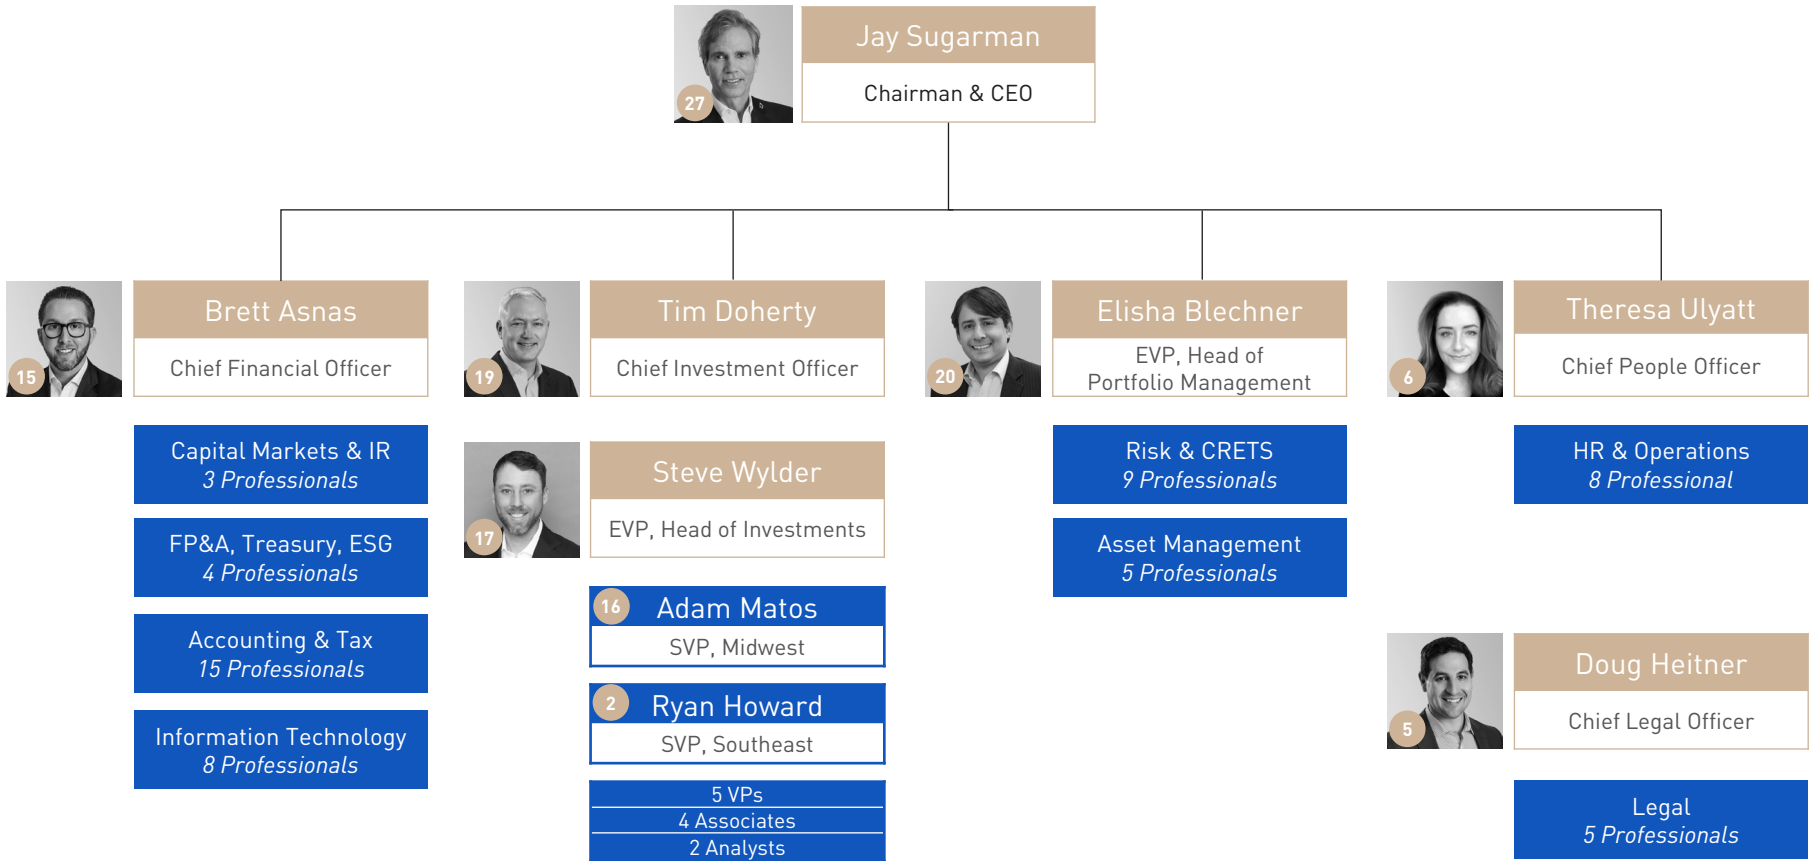 Jay Sugarman
Chairman & CEO
27
Brett Asnas
Chief Financial Officer
15
Capital Markets & IR
3 Professionals
FP&A, Treasury, ESG
4 Professionals
Accounting & Tax
15 Professionals
Information Technology
8 Professionals
Tim Doherty
Chief Investment Officer
19
Steve Wylder
EVP, Head of Investments
17
16
Adam Matos
SVP, Midwest
2
Ryan Howard
SVP, Southeast
5 VPs
4 Associates
2 Analysts
Elisha Blechner
EVP, Head of
Portfolio Management
20
Risk & CRETS
9 Professionals
Asset Management
5 Professionals
Theresa Ulyatt
Chief People Officer
6
HR & Operations
8 Professional
Doug Heitner
Chief Legal Officer
5
Legal
5 Professionals